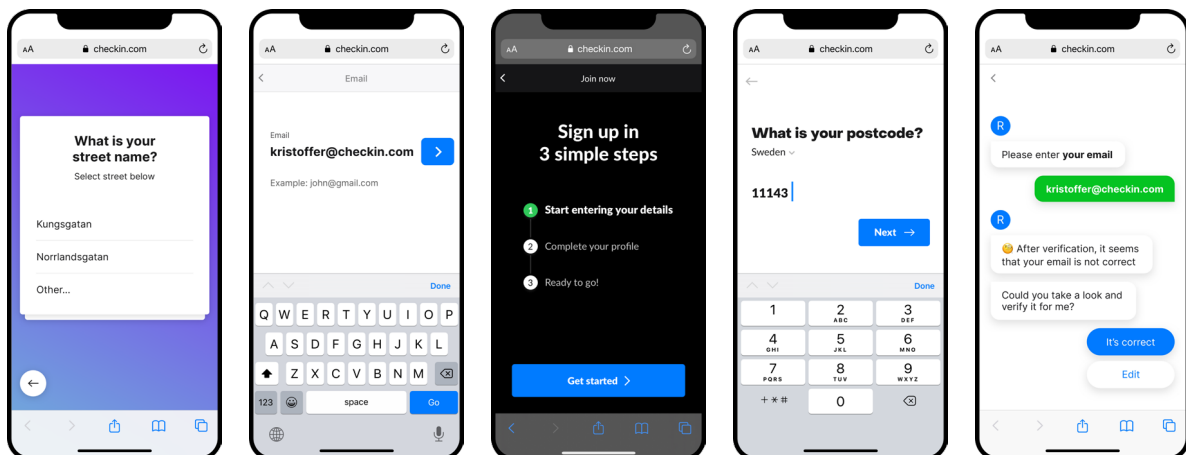 AA checkin.com
What is your
street name?
Select street below
Kungsgatan
Norrlandsgatan
Other...
AA checkin.com
Email
Email
kristoffer@checkin.com
Example: john@gmail.com
Done
Q W E R T Y U I O P
A S D F G H J K L
Z X C V B N M
123 space Go
AA checkin.com
Join now
Sign up in
3 simple steps
1 Start entering your details
2 Complete your profile
3 Ready to go!
Get started
AA checkin.com
What is your postcode?
Sweden
11143
Next →
Done
1 2 3
ABC DEF
4 5 6
GHI JKL MNO
7 8 9
PQRS TUV WXYZ
+ * # 0
AA checkin.com
R
Please enter your email
kristoffer@checkin.com
R
🧐 After verification, it seems
that your email is not correct
Could you take a look and
verify it for me?
It's correct
Edit